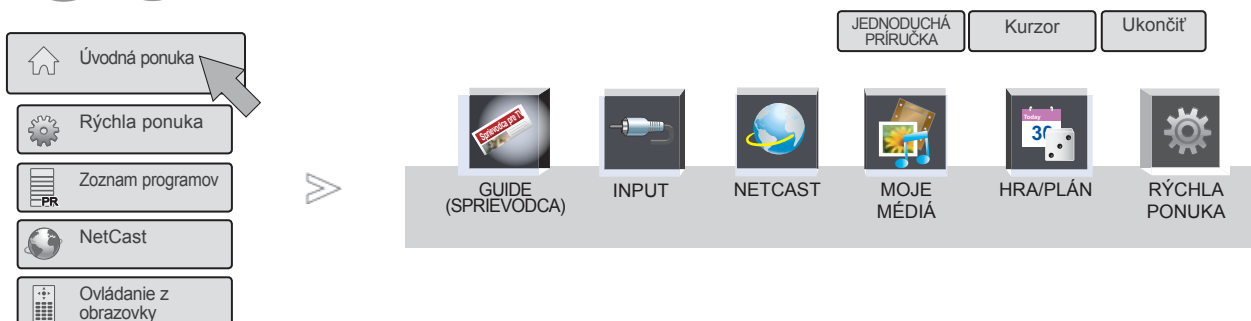 Úvodná ponuka
Rýchla ponuka
Zoznam programov
PR
NetCast
Ovládanie z
obrazovky
JEDNODUCHÁ
PRÍRUČKA
Kurzor
Ukončiť
Sprievodca pre T
Today
30
GUIDE
(SPRIEVODCA)
INPUT
NETCAST
MOJE
MÉDIÁ
HRA/PLÁN
RÝCHLA
PONUKA